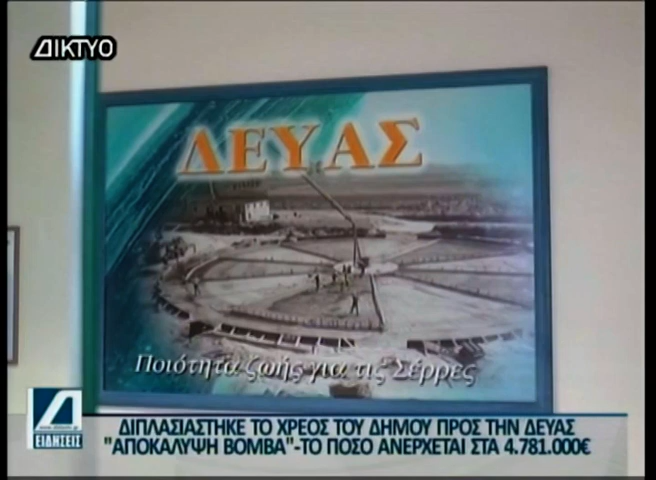 ΔΙΚΤΥΟ
ΔΕΥΑΣ
Ποιότητα ζωής για τις Σέρρες
ΕΙΔΗΣΕΙΣ
ΔΙΠΛΑΣΙΑΣΤΗΚΕ ΤΟ ΧΡΕΟΣ ΤΟΥ ΔΗΜΟΥ ΠΡΟΣ ΤΗΝ ΔΕΥΑΣ
"ΑΠΟΚΑΛΥΨΗ ΒΟΜΒΑ"-ΤΟ ΠΟΣΟ ΑΝΕΡΧΕΤΑΙ ΣΤΑ 4.781.000€